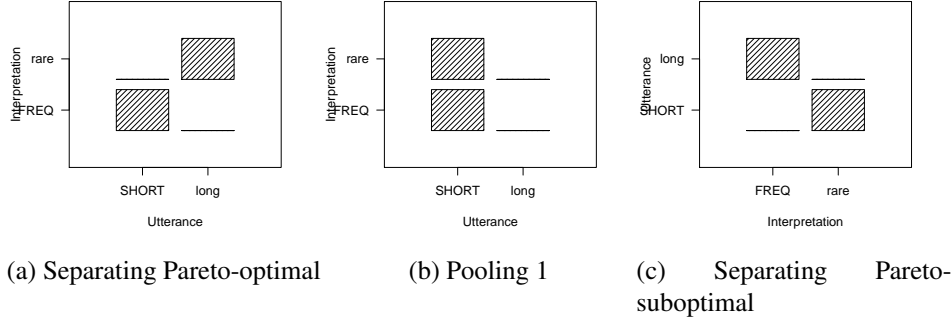 Interpretation
rare
FREQ
SHORT long
Utterance
(a) Separating Pareto-optimal
Interpretation
rare
FREQ
SHORT long
Utterance
(b) Pooling 1
Utterance
long
SHORT
FREQ rare
Interpretation
(c) Separating Pareto-
suboptimal